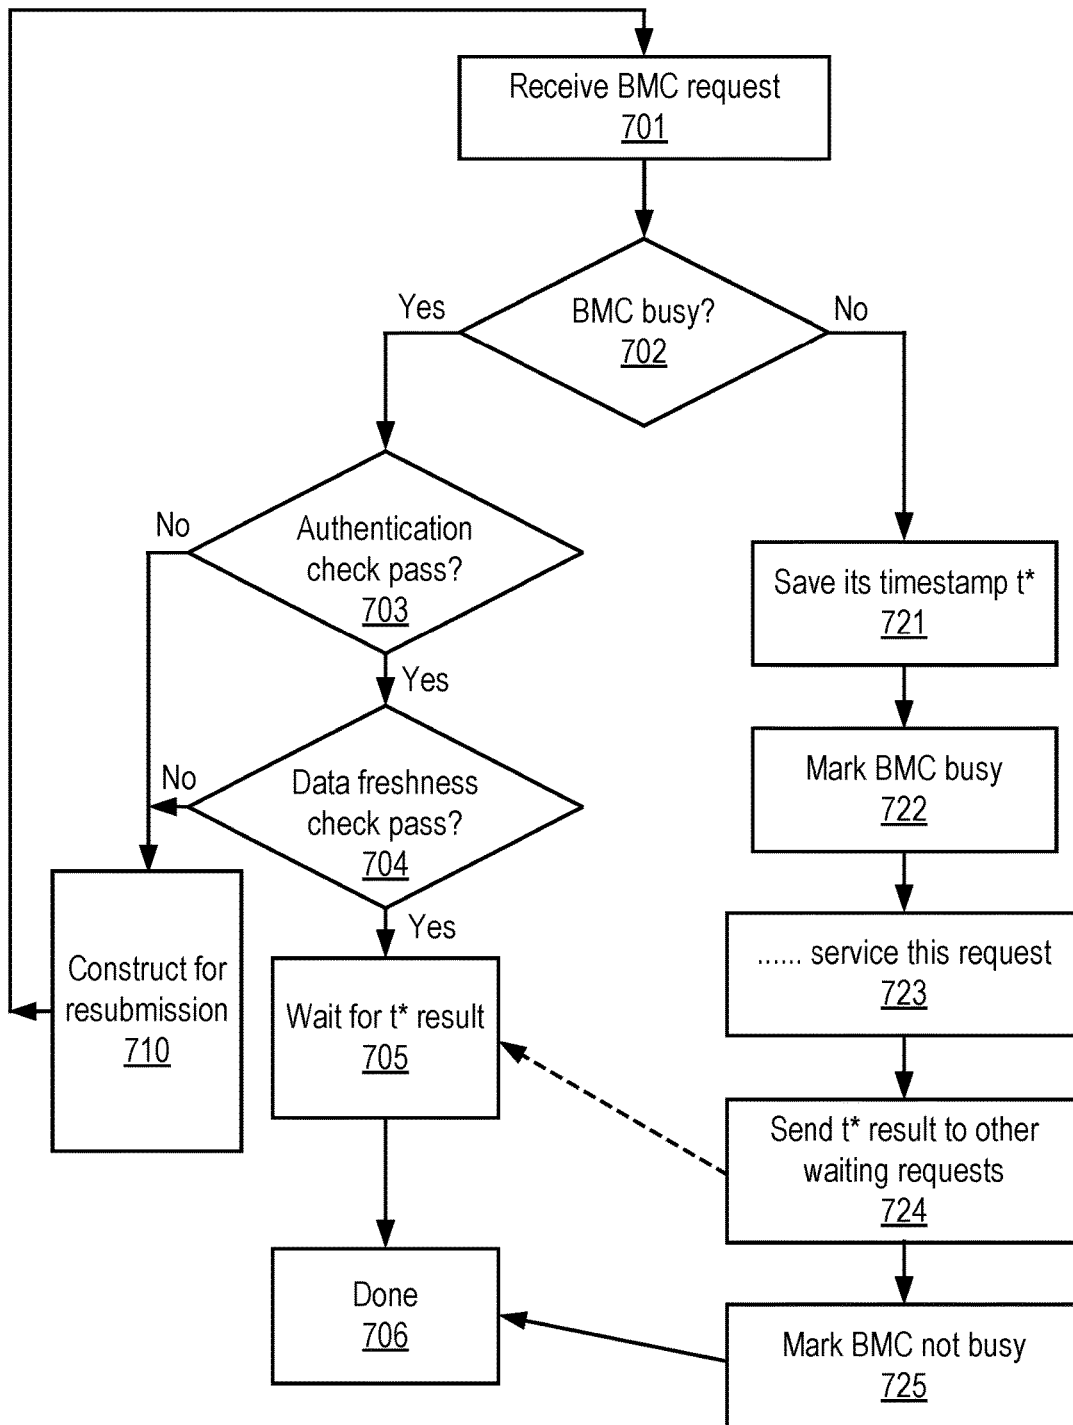 Receive BMC request
701
BMC busy?
702
Yes
No
Authentication
check pass?
703
No
Yes
Data freshness
check pass?
704
No
Yes
Construct for
resubmission
710
Wait for t* result
705
Done
706
Save its timestamp t*
721
Mark BMC busy
722
...... service this request
723
Send t* result to other
waiting requests
724
Mark BMC not busy
725